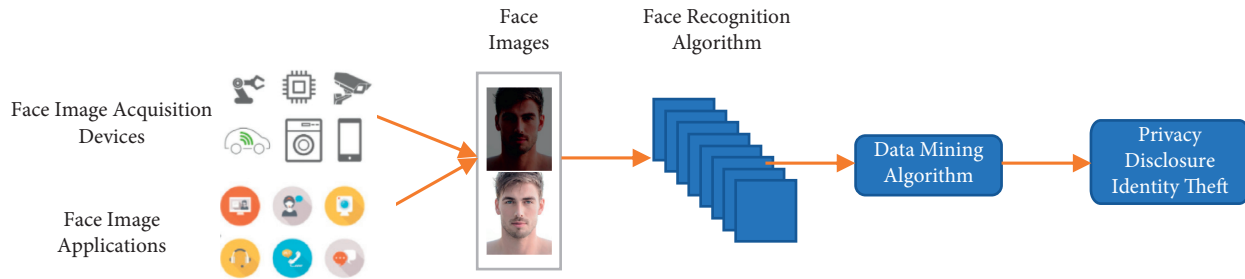 Face
Images
Face Recognition
Algorithm
Face Image Acquisition
Devices
Face Image
Applications
Data Mining
Algorithm
Privacy
Disclosure
Identity Theft